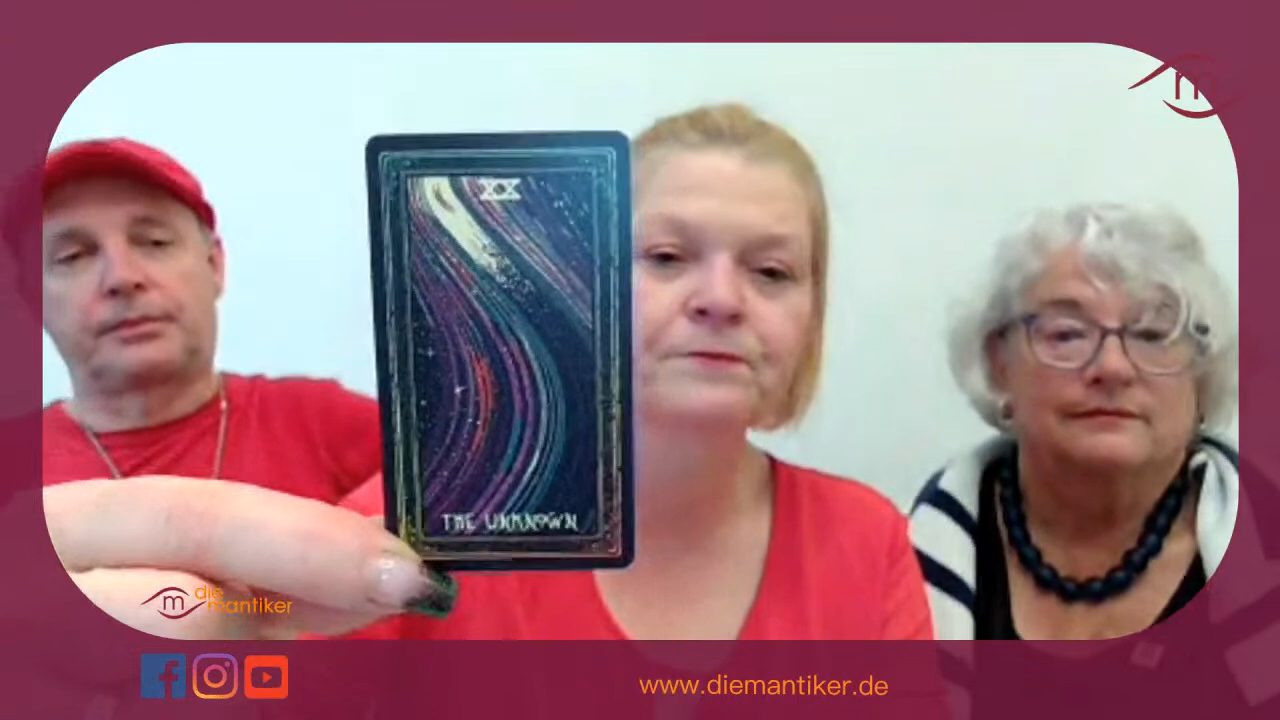 m
XX
THE UNKNOWN
m
die
mantiker
www.diemantiker.de